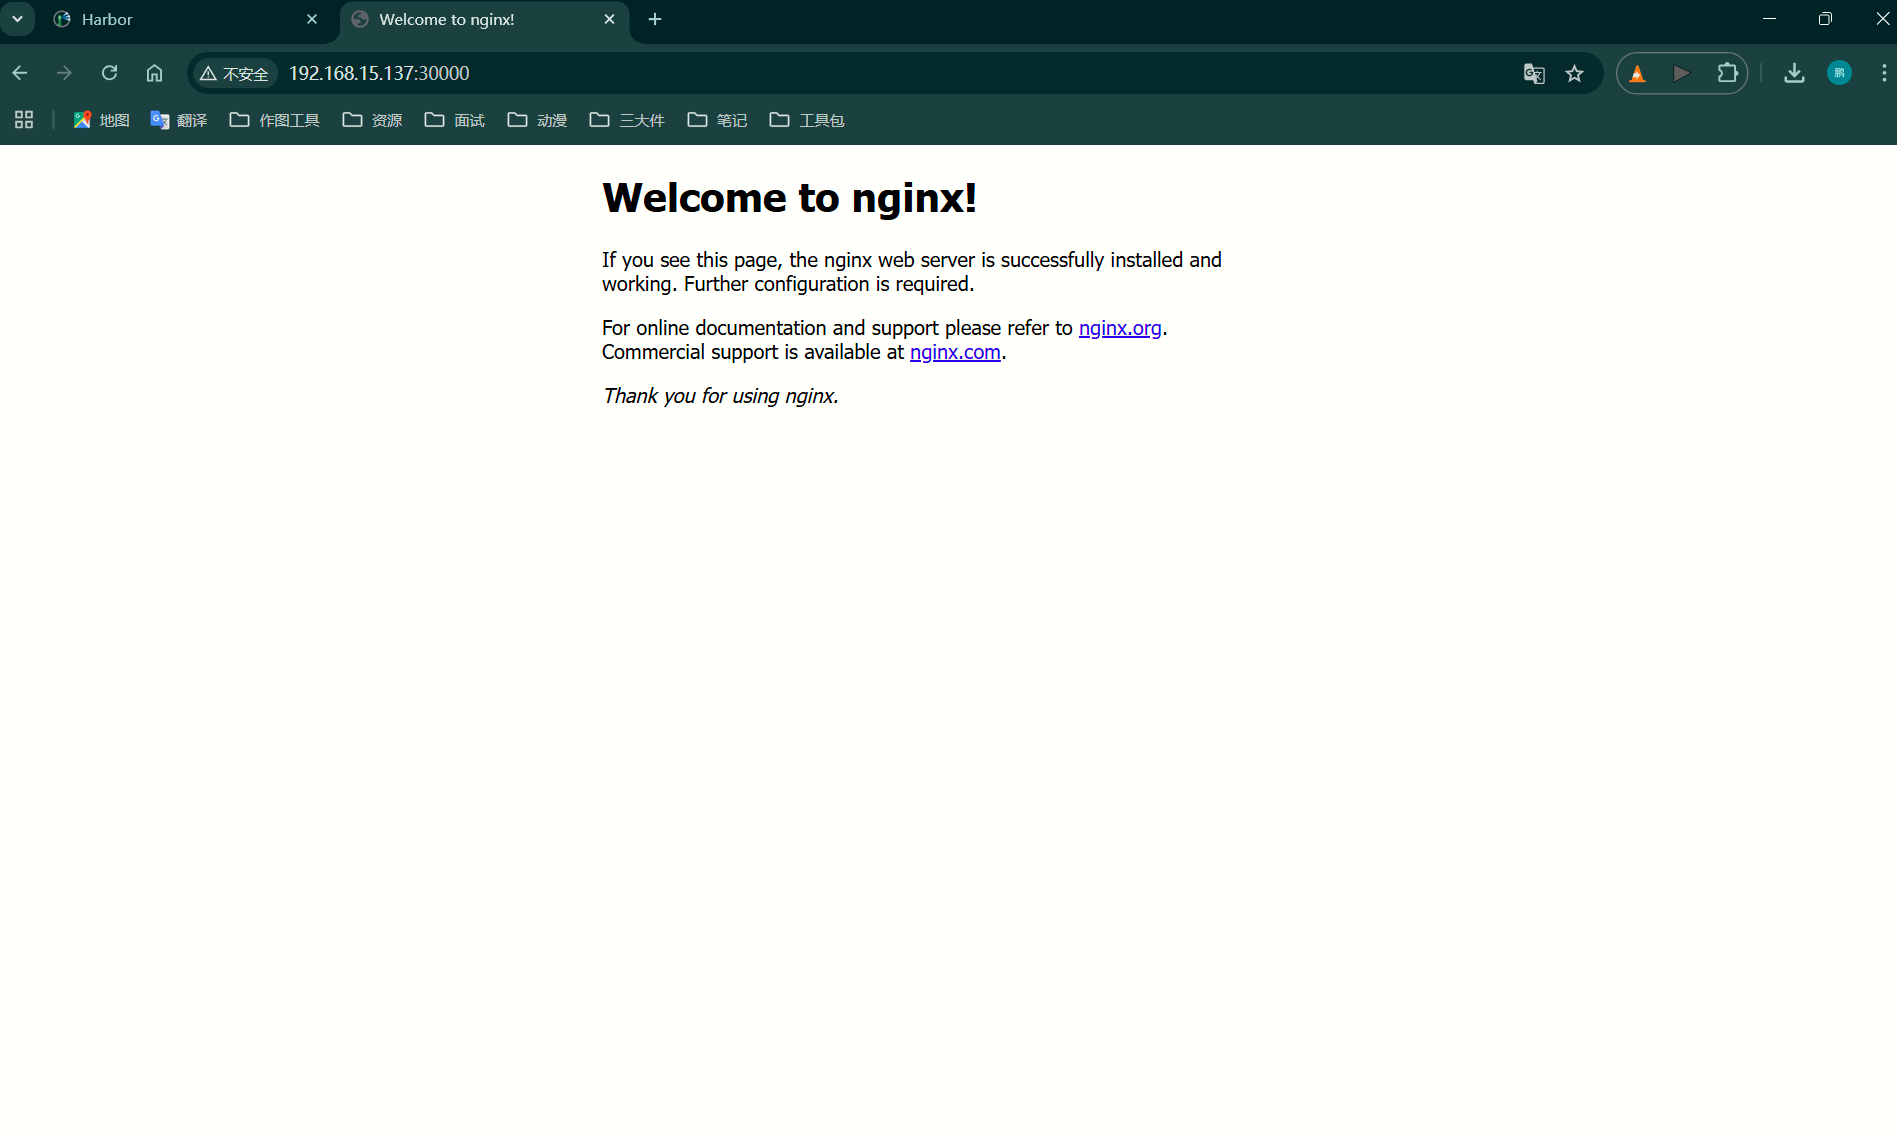 Harbor
Welcome to nginx!
不安全
192.168.15.137:30000
鹏
地图
翻译
作图工具
资源
面试
动漫
三大件
笔记
工具包
Welcome to nginx!
If you see this page, the nginx web server is successfully installed and
working. Further configuration is required.
For online documentation and support please refer to nginx.org.
Commercial support is available at nginx.com.
Thank you for using nginx.